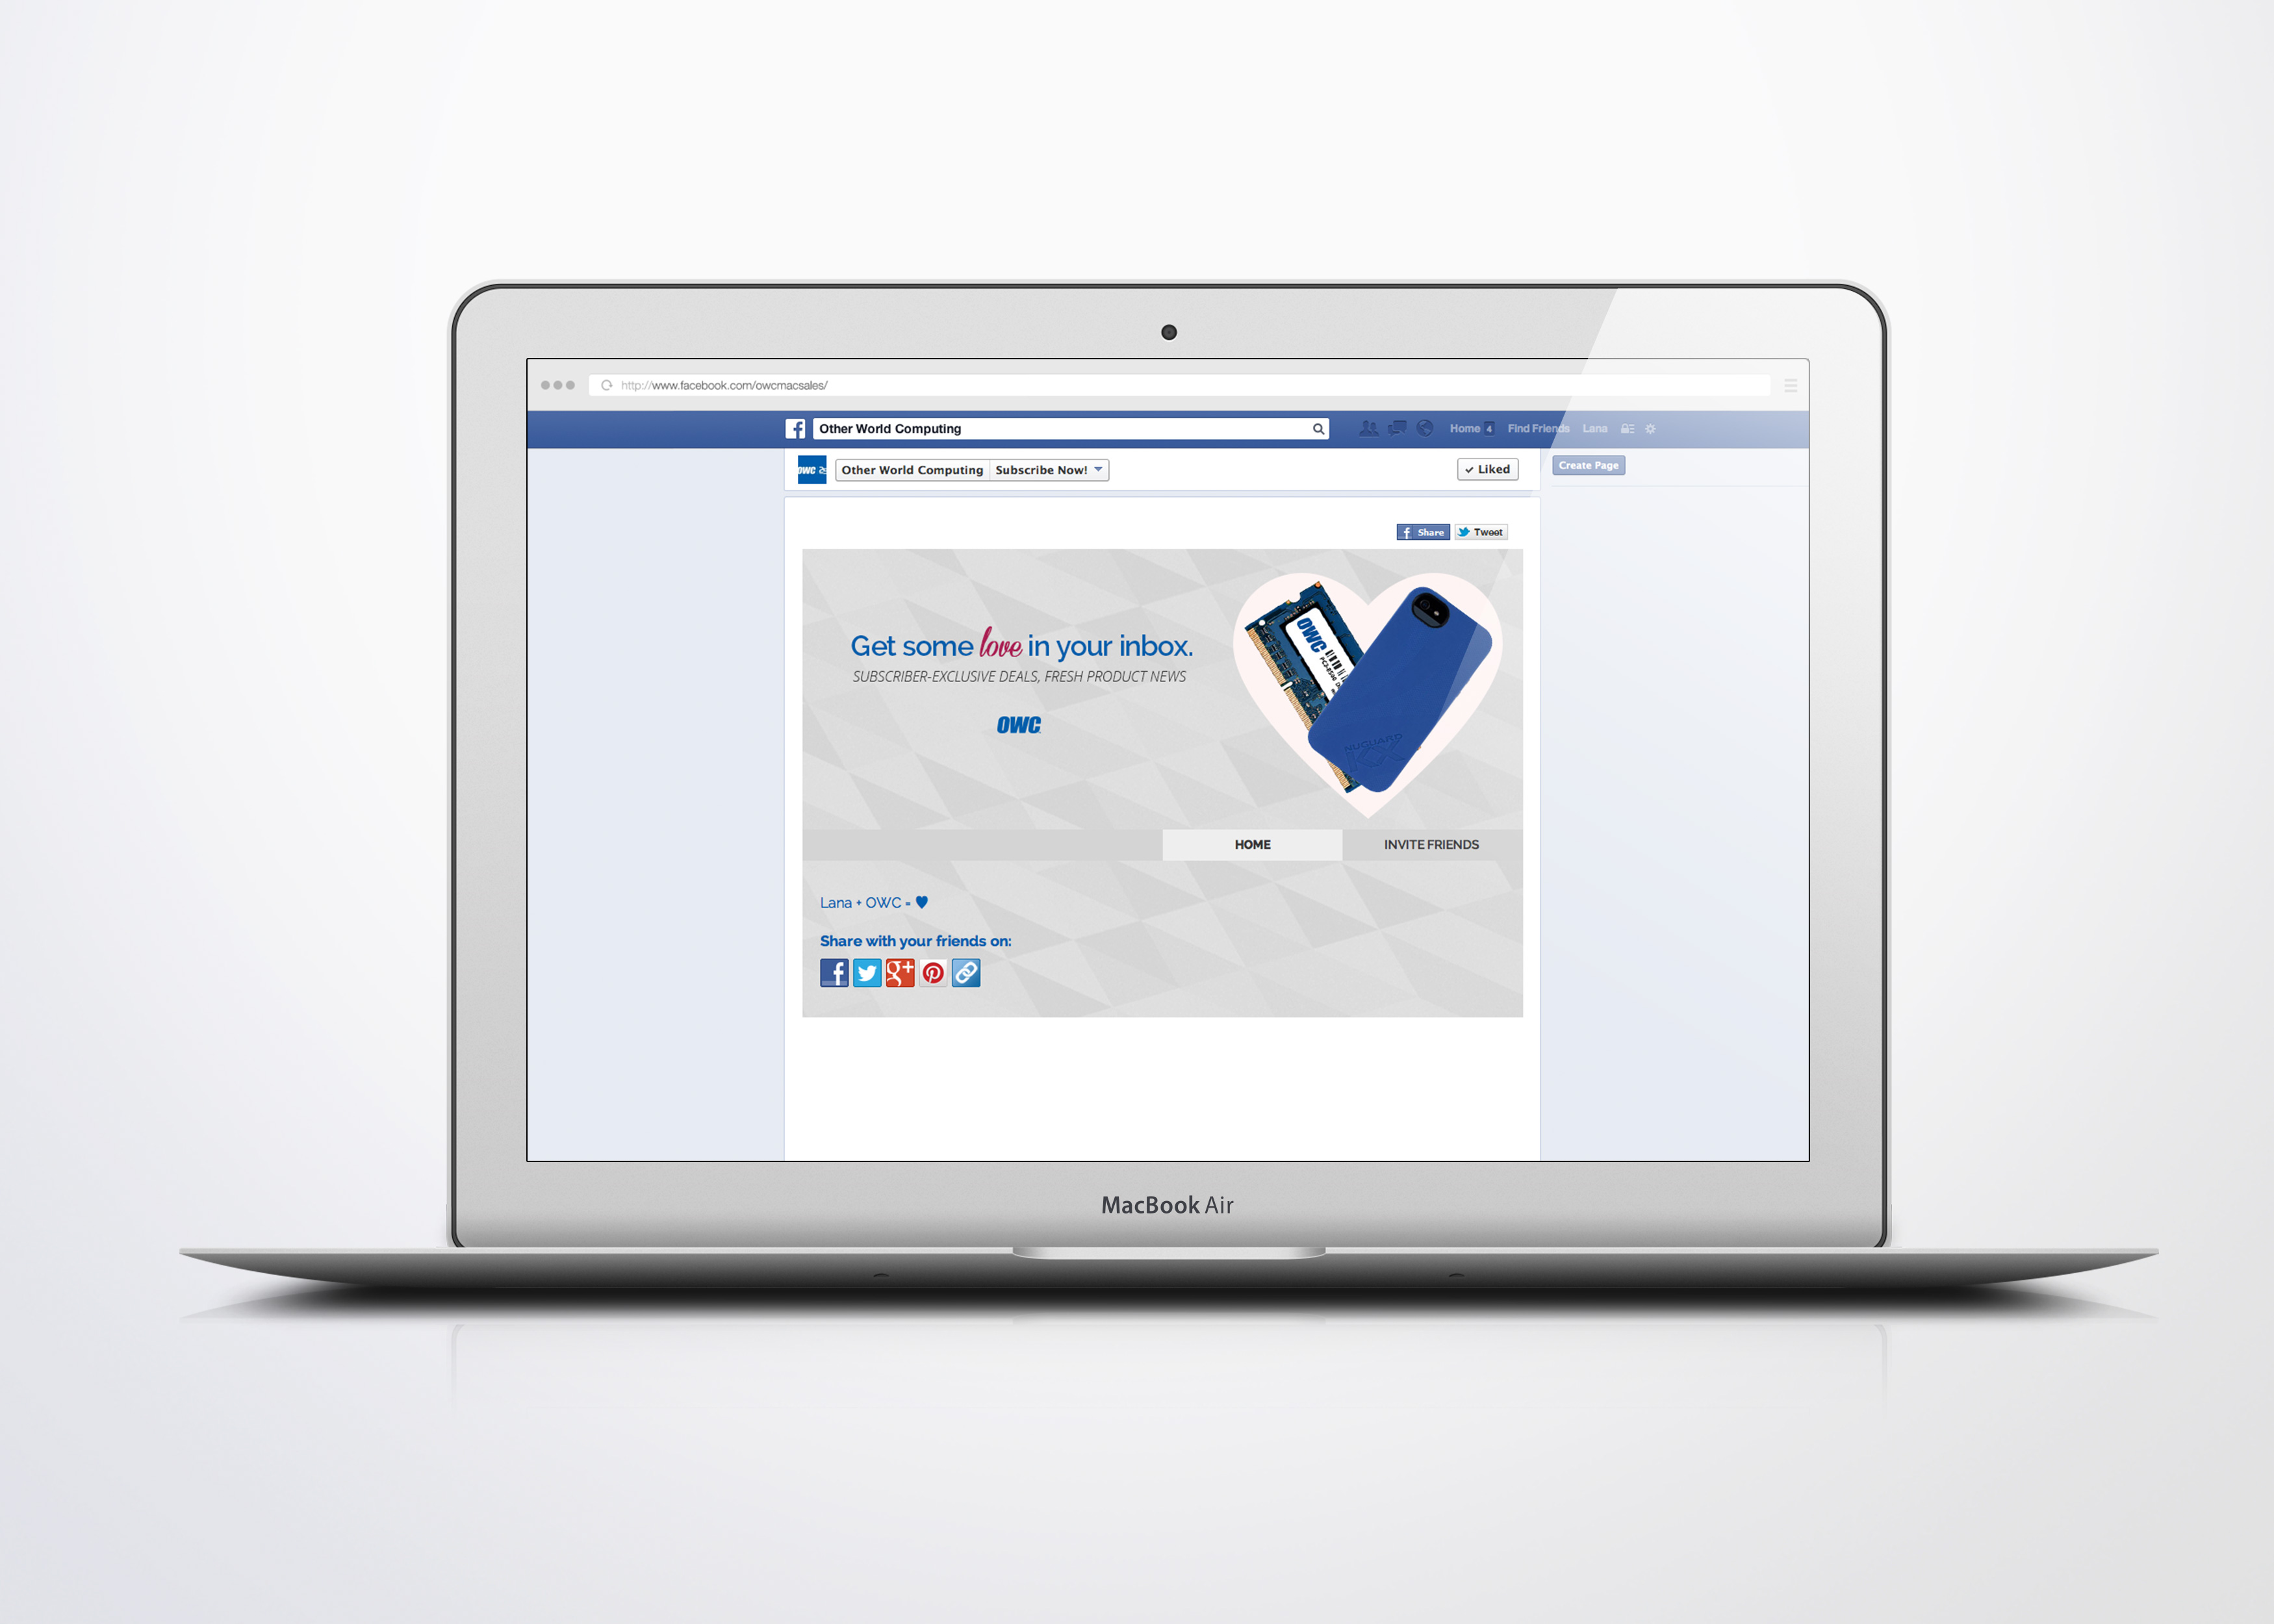 http://www.facebook.com/owcmacsales/
Other World Computing
Home 4 Find Friends Lana
OWC
Other World Computing Subscribe Now!
Liked
Create Page
Share Tweet
Get some love in your inbox.
SUBSCRIBER-EXCLUSIVE DEALS, FRESH PRODUCT NEWS
OWC
OWC
PC3-8500
NUGUARD
KX
HOME INVITE FRIENDS
Lana + OWC = ♥
Share with your friends on:
g+
MacBook Air